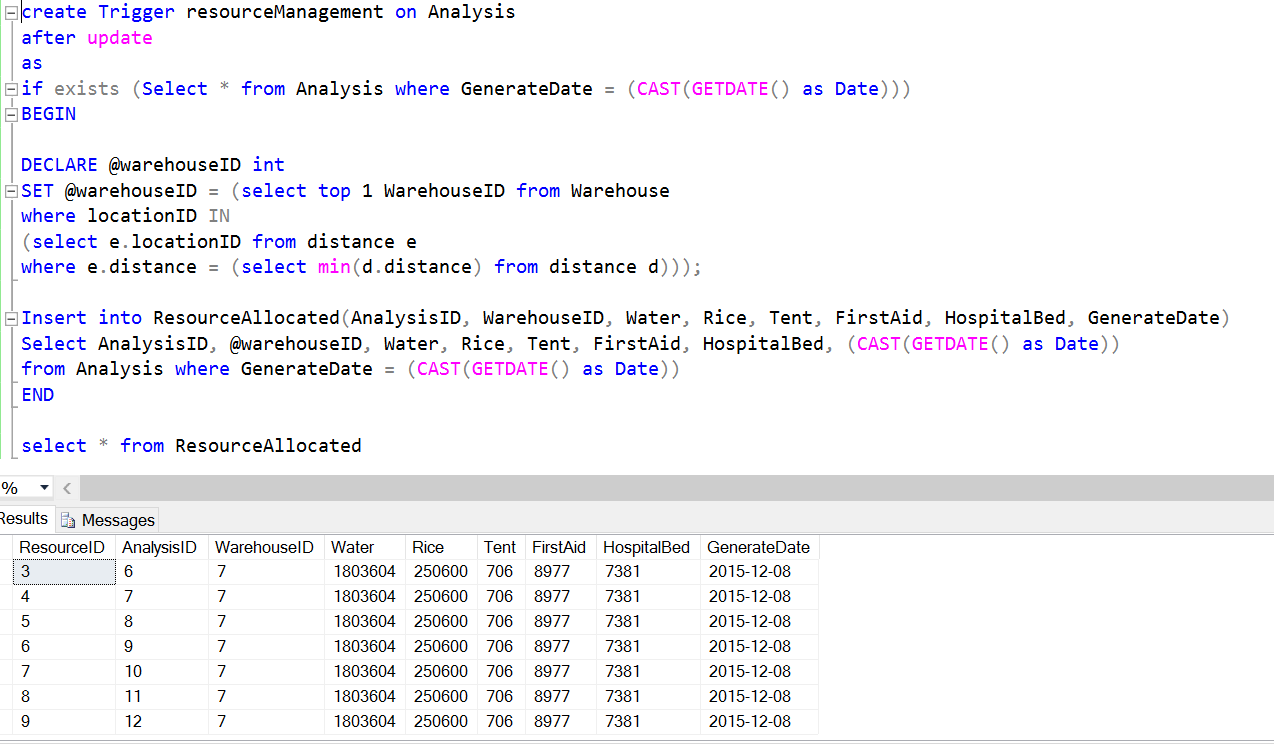 create Trigger resourceManagement on Analysis
after update
as
if exists (Select * from Analysis where GenerateDate = (CAST(GETDATE() as Date)))
BEGIN
DECLARE @warehouseID int
SET @warehouseID = (select top 1 WarehouseID from Warehouse
where locationID IN
(select e.locationID from distance e
where e.distance = (select min(d.distance) from distance d)));
Insert into ResourceAllocated(AnalysisID, WarehouseID, Water, Rice, Tent, FirstAid, HospitalBed, GenerateDate)
Select AnalysisID, @warehouseID, Water, Rice, Tent, FirstAid, HospitalBed, (CAST(GETDATE() as Date))
from Analysis where GenerateDate = (CAST(GETDATE() as Date))
END
select * from ResourceAllocated
%
Results Messages
ResourceID AnalysisID WarehouseID Water Rice Tent FirstAid HospitalBed GenerateDate
3 6 7 1803604 250600 706 8977 7381 2015-12-08
4 7 7 1803604 250600 706 8977 7381 2015-12-08
5 8 7 1803604 250600 706 8977 7381 2015-12-08
6 9 7 1803604 250600 706 8977 7381 2015-12-08
7 10 7 1803604 250600 706 8977 7381 2015-12-08
8 11 7 1803604 250600 706 8977 7381 2015-12-08
9 12 7 1803604 250600 706 8977 7381 2015-12-08